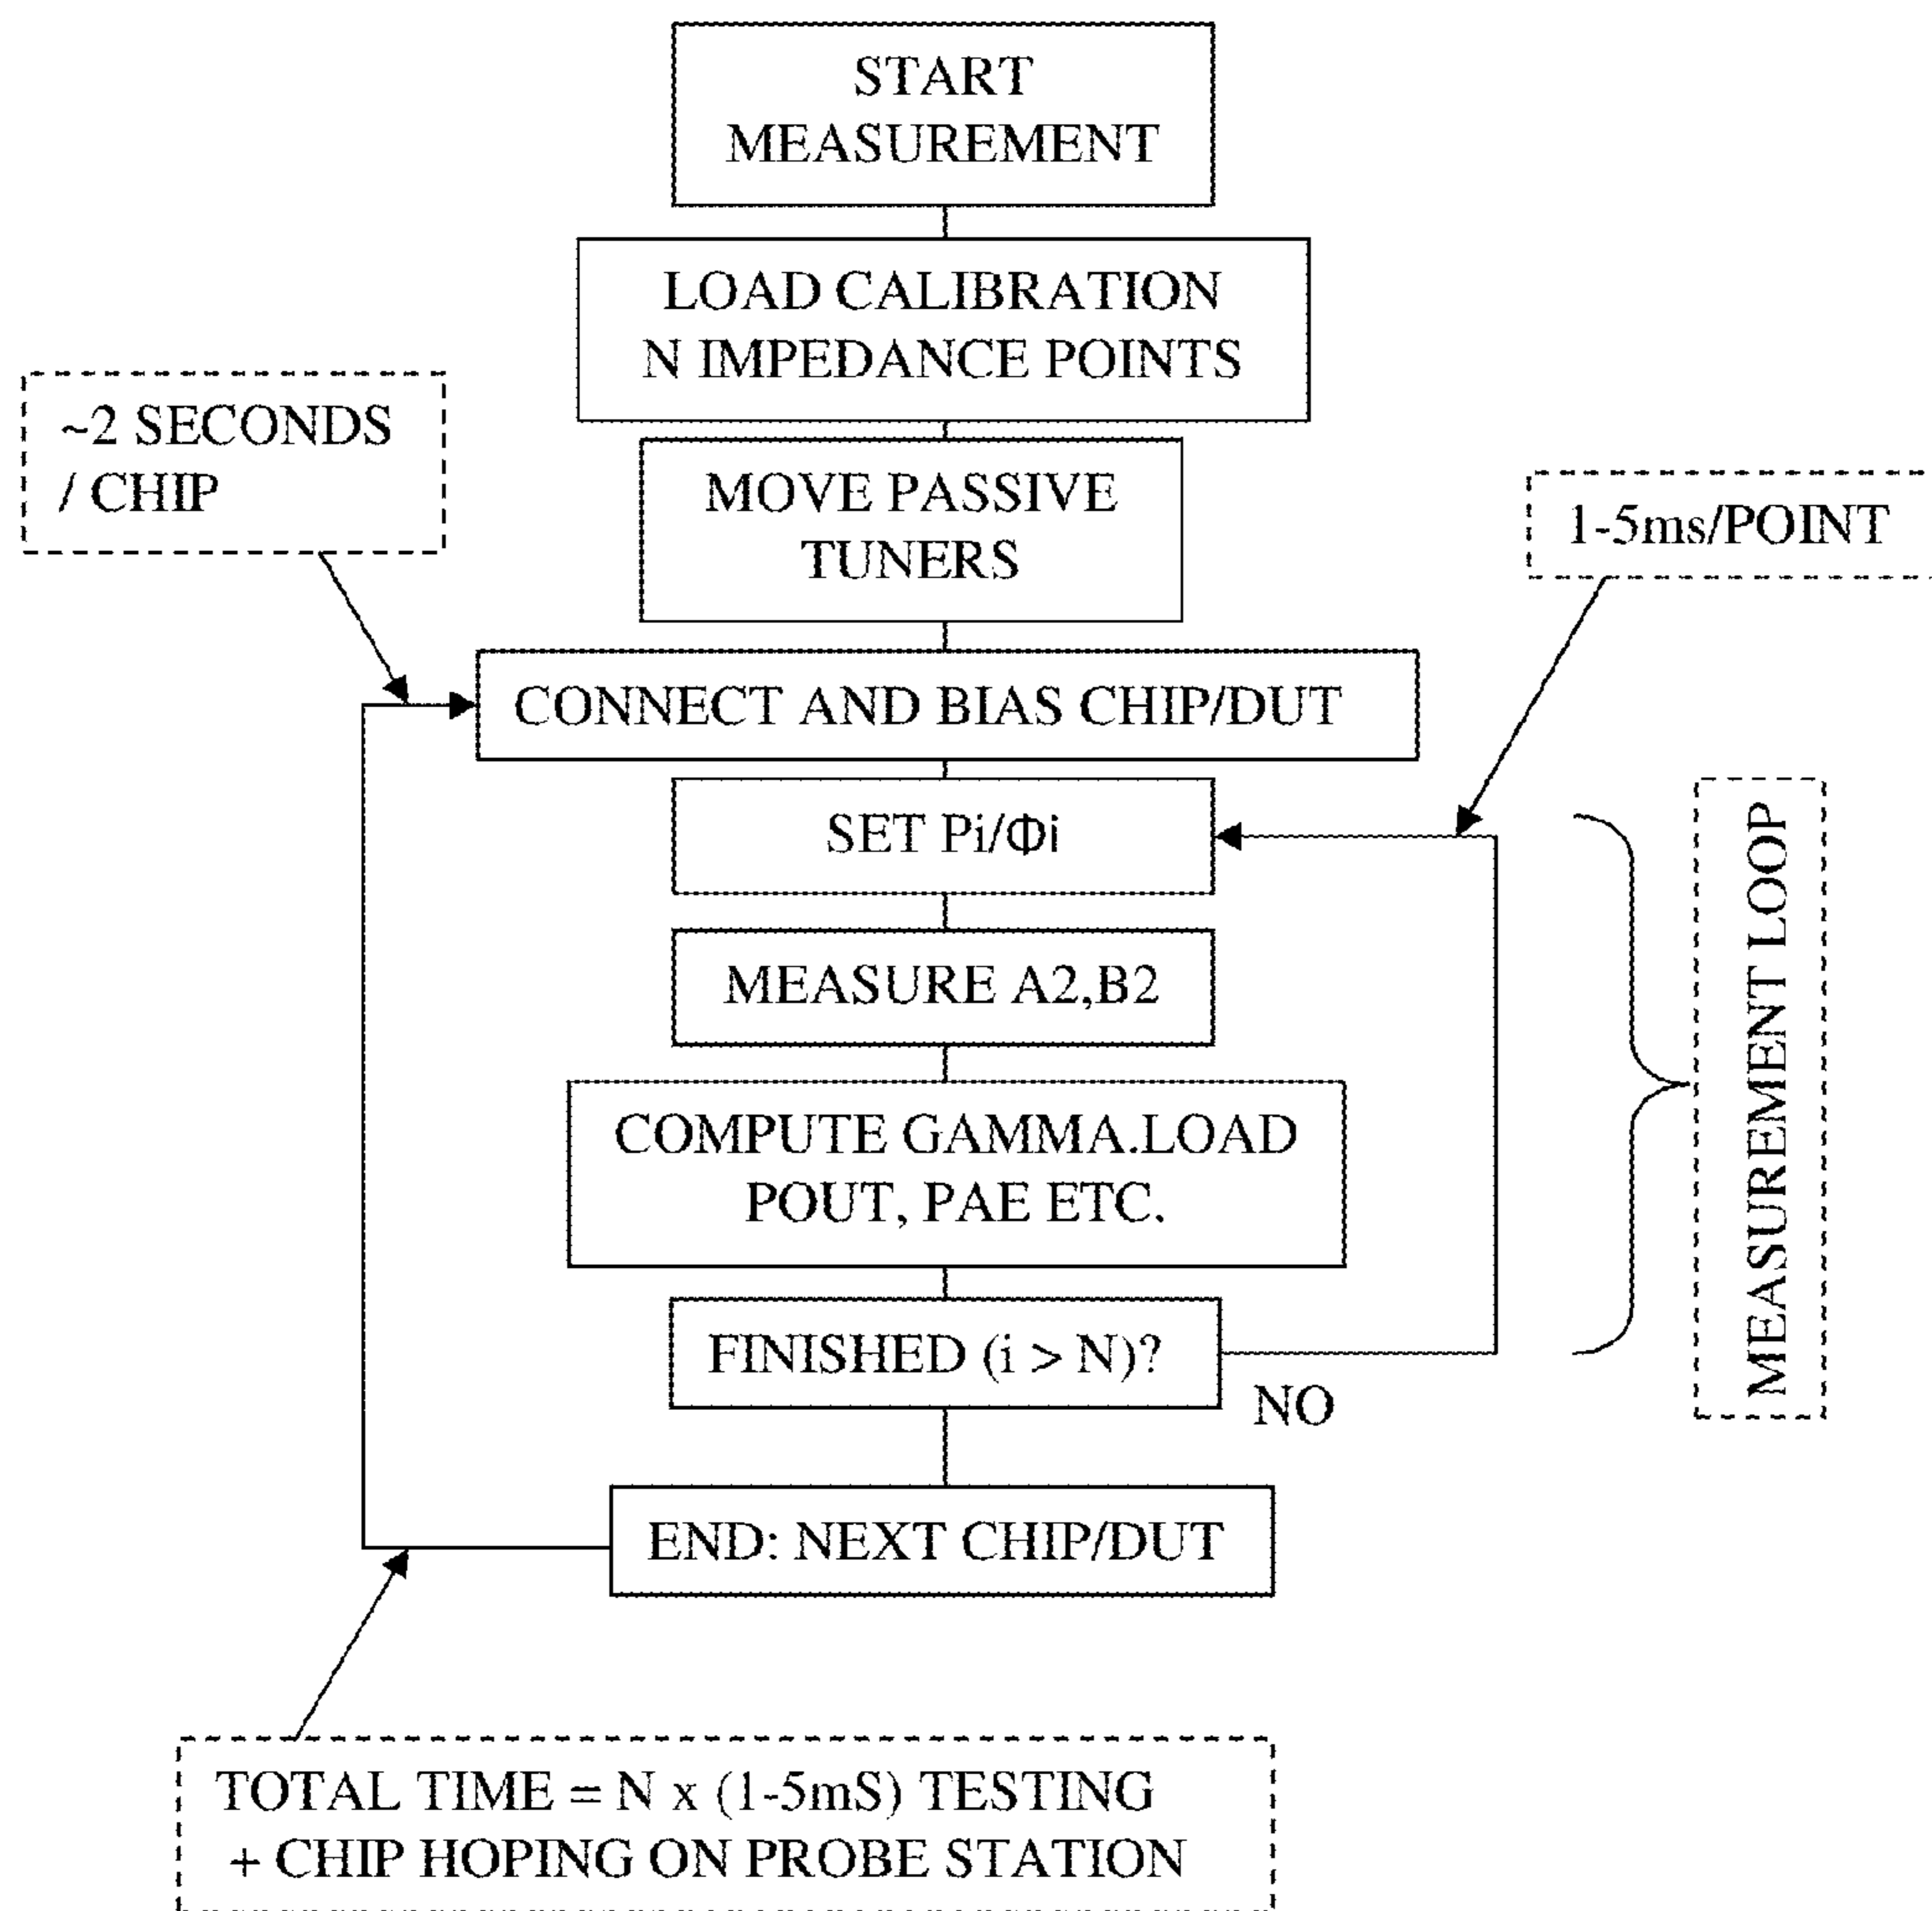 START
MEASUREMENT
LOAD CALIBRATION
N IMPEDANCE POINTS
~2 SECONDS
/ CHIP
MOVE PASSIVE
TUNERS
1-5ms/POINT
CONNECT AND BIAS CHIP/DUT
SET Pi/Φi
MEASURE A2,B2
COMPUTE GAMMA.LOAD
POUT, PAE ETC.
MEASUREMENT LOOP
FINISHED (i > N)?
NO
END: NEXT CHIP/DUT
TOTAL TIME = N x (1-5mS) TESTING
+ CHIP HOPING ON PROBE STATION